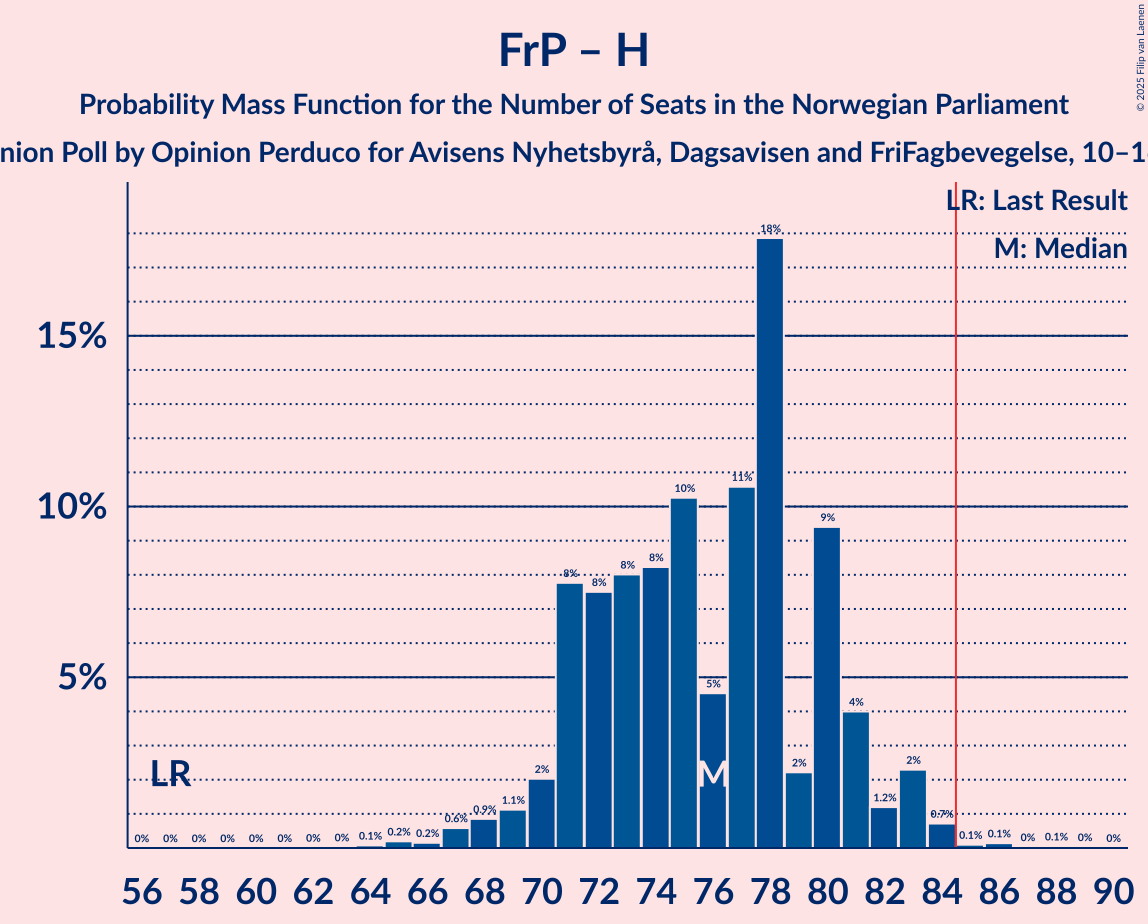 FrP – H
Probability Mass Function for the Number of Seats in the Norwegian Parliament
nion Poll by Opinion Perduco for Avisens Nyhetsbyrå, Dagsavisen and FriFagbevegelse, 10–1
© 2025 Filip van Laenen
LR: Last Result
M: Median
15%
10%
5%
LR
M
0% 0% 0% 0% 0% 0% 0% 0% 0.1% 0.2% 0.2% 0.6% 0.9% 1.1% 2% 8% 8% 8% 8% 10% 5% 11% 18% 2% 9% 4% 1.2% 2% 0.7% 0.1% 0.1% 0% 0.1% 0% 0%
56 58 60 62 64 66 68 70 72 74 76 78 80 82 84 86 88 90